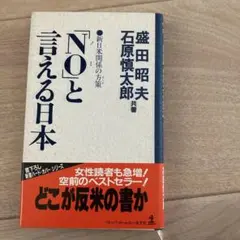 盛田昭夫
石原慎太郎
共著
●新日米関係の方策
「NO」と
言える日本
女性読者も急増!
空前のベストセラー!
どこが反米の書か